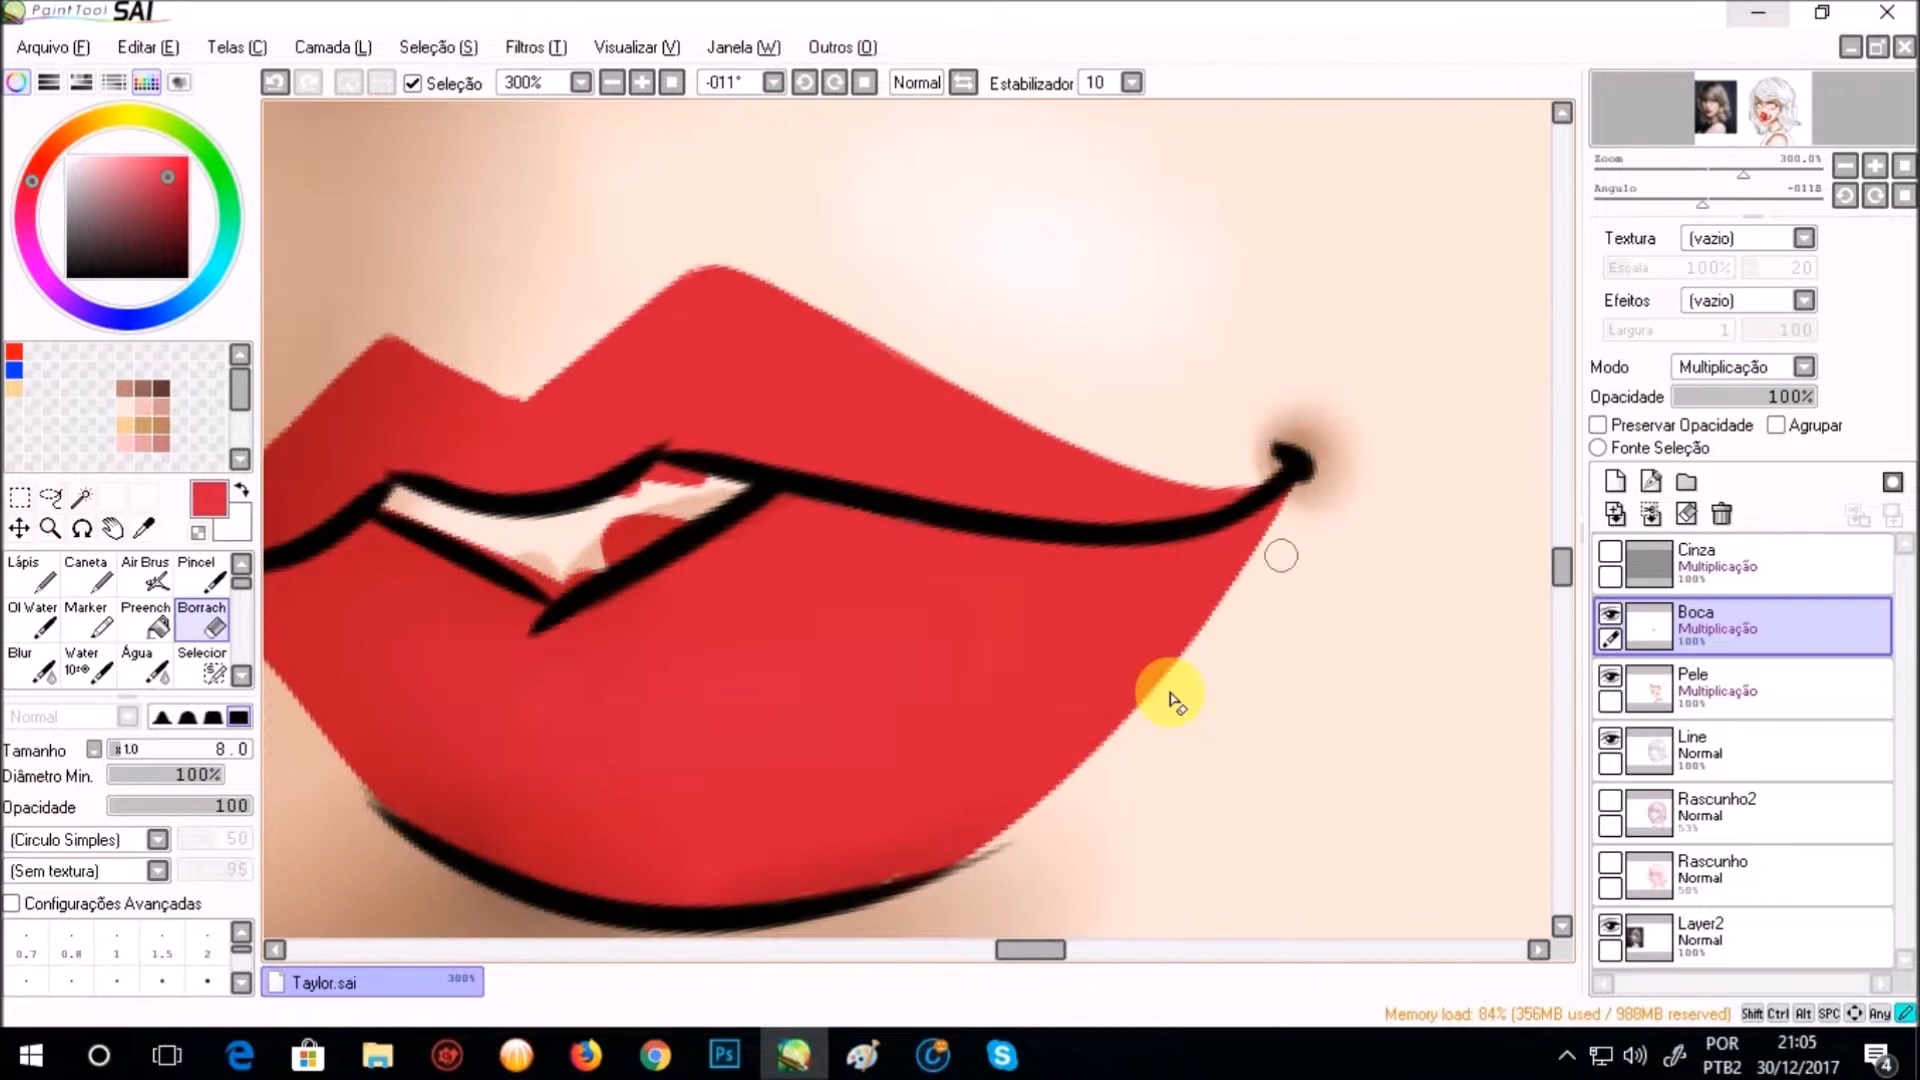 PaintTool SAI
Arquivo (F) Editar (E) Telas (C) Camada (L) Seleção (S) Filtros (T) Visualizar (V) Janela (W) Outros (O)
Seleção 300% -011° Normal Estabilizador 10
Zoom 300.0%
Angulo -011B
Textura (vazio)
Escala 100% 20
Efeitos (vazio)
Largura 1 100
Modo Multiplicação
Opacidade 100%
Preservar Opacidade Agrupar
Fonte Seleção
Lápis Caneta Air Brus Pincel
Ol Water Marker Preench Borrach
Blur Water Água Selecior
10
Normal
Tamanho x1.0 8.0
Diâmetro Min. 100%
Opacidade 100
(Circulo Simples) 50
(Sem textura) 95
Configurações Avançadas
0.7 0.8 1 1.5 2
Cinza
Multiplicação
100%
Boca
Multiplicação
100%
Pele
Multiplicação
100%
Line
Normal
100%
Rascunho2
Normal
53%
Rascunho
Normal
50%
Layer2
Normal
100%
Taylor.sai 300%
Memory load: 84% (356MB used / 988MB reserved) Shift Ctrl Alt SPC Any
Ps
POR
PTB2
21:05
30/12/2017
4